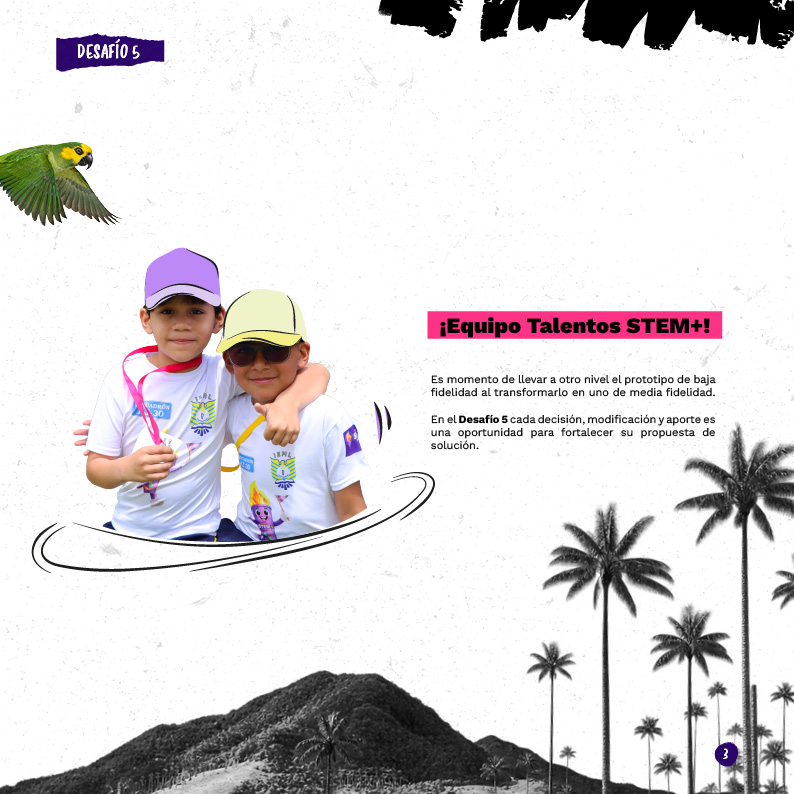 DESAFÍO 5
¡Equipo Talentos STEM+!
Es momento de llevar a otro nivel el prototipo de baja
fidelidad al transformarlo en uno de media fidelidad.
En el Desafío 5 cada decisión, modificación y aporte es
una oportunidad para fortalecer su propuesta de
solución.
3